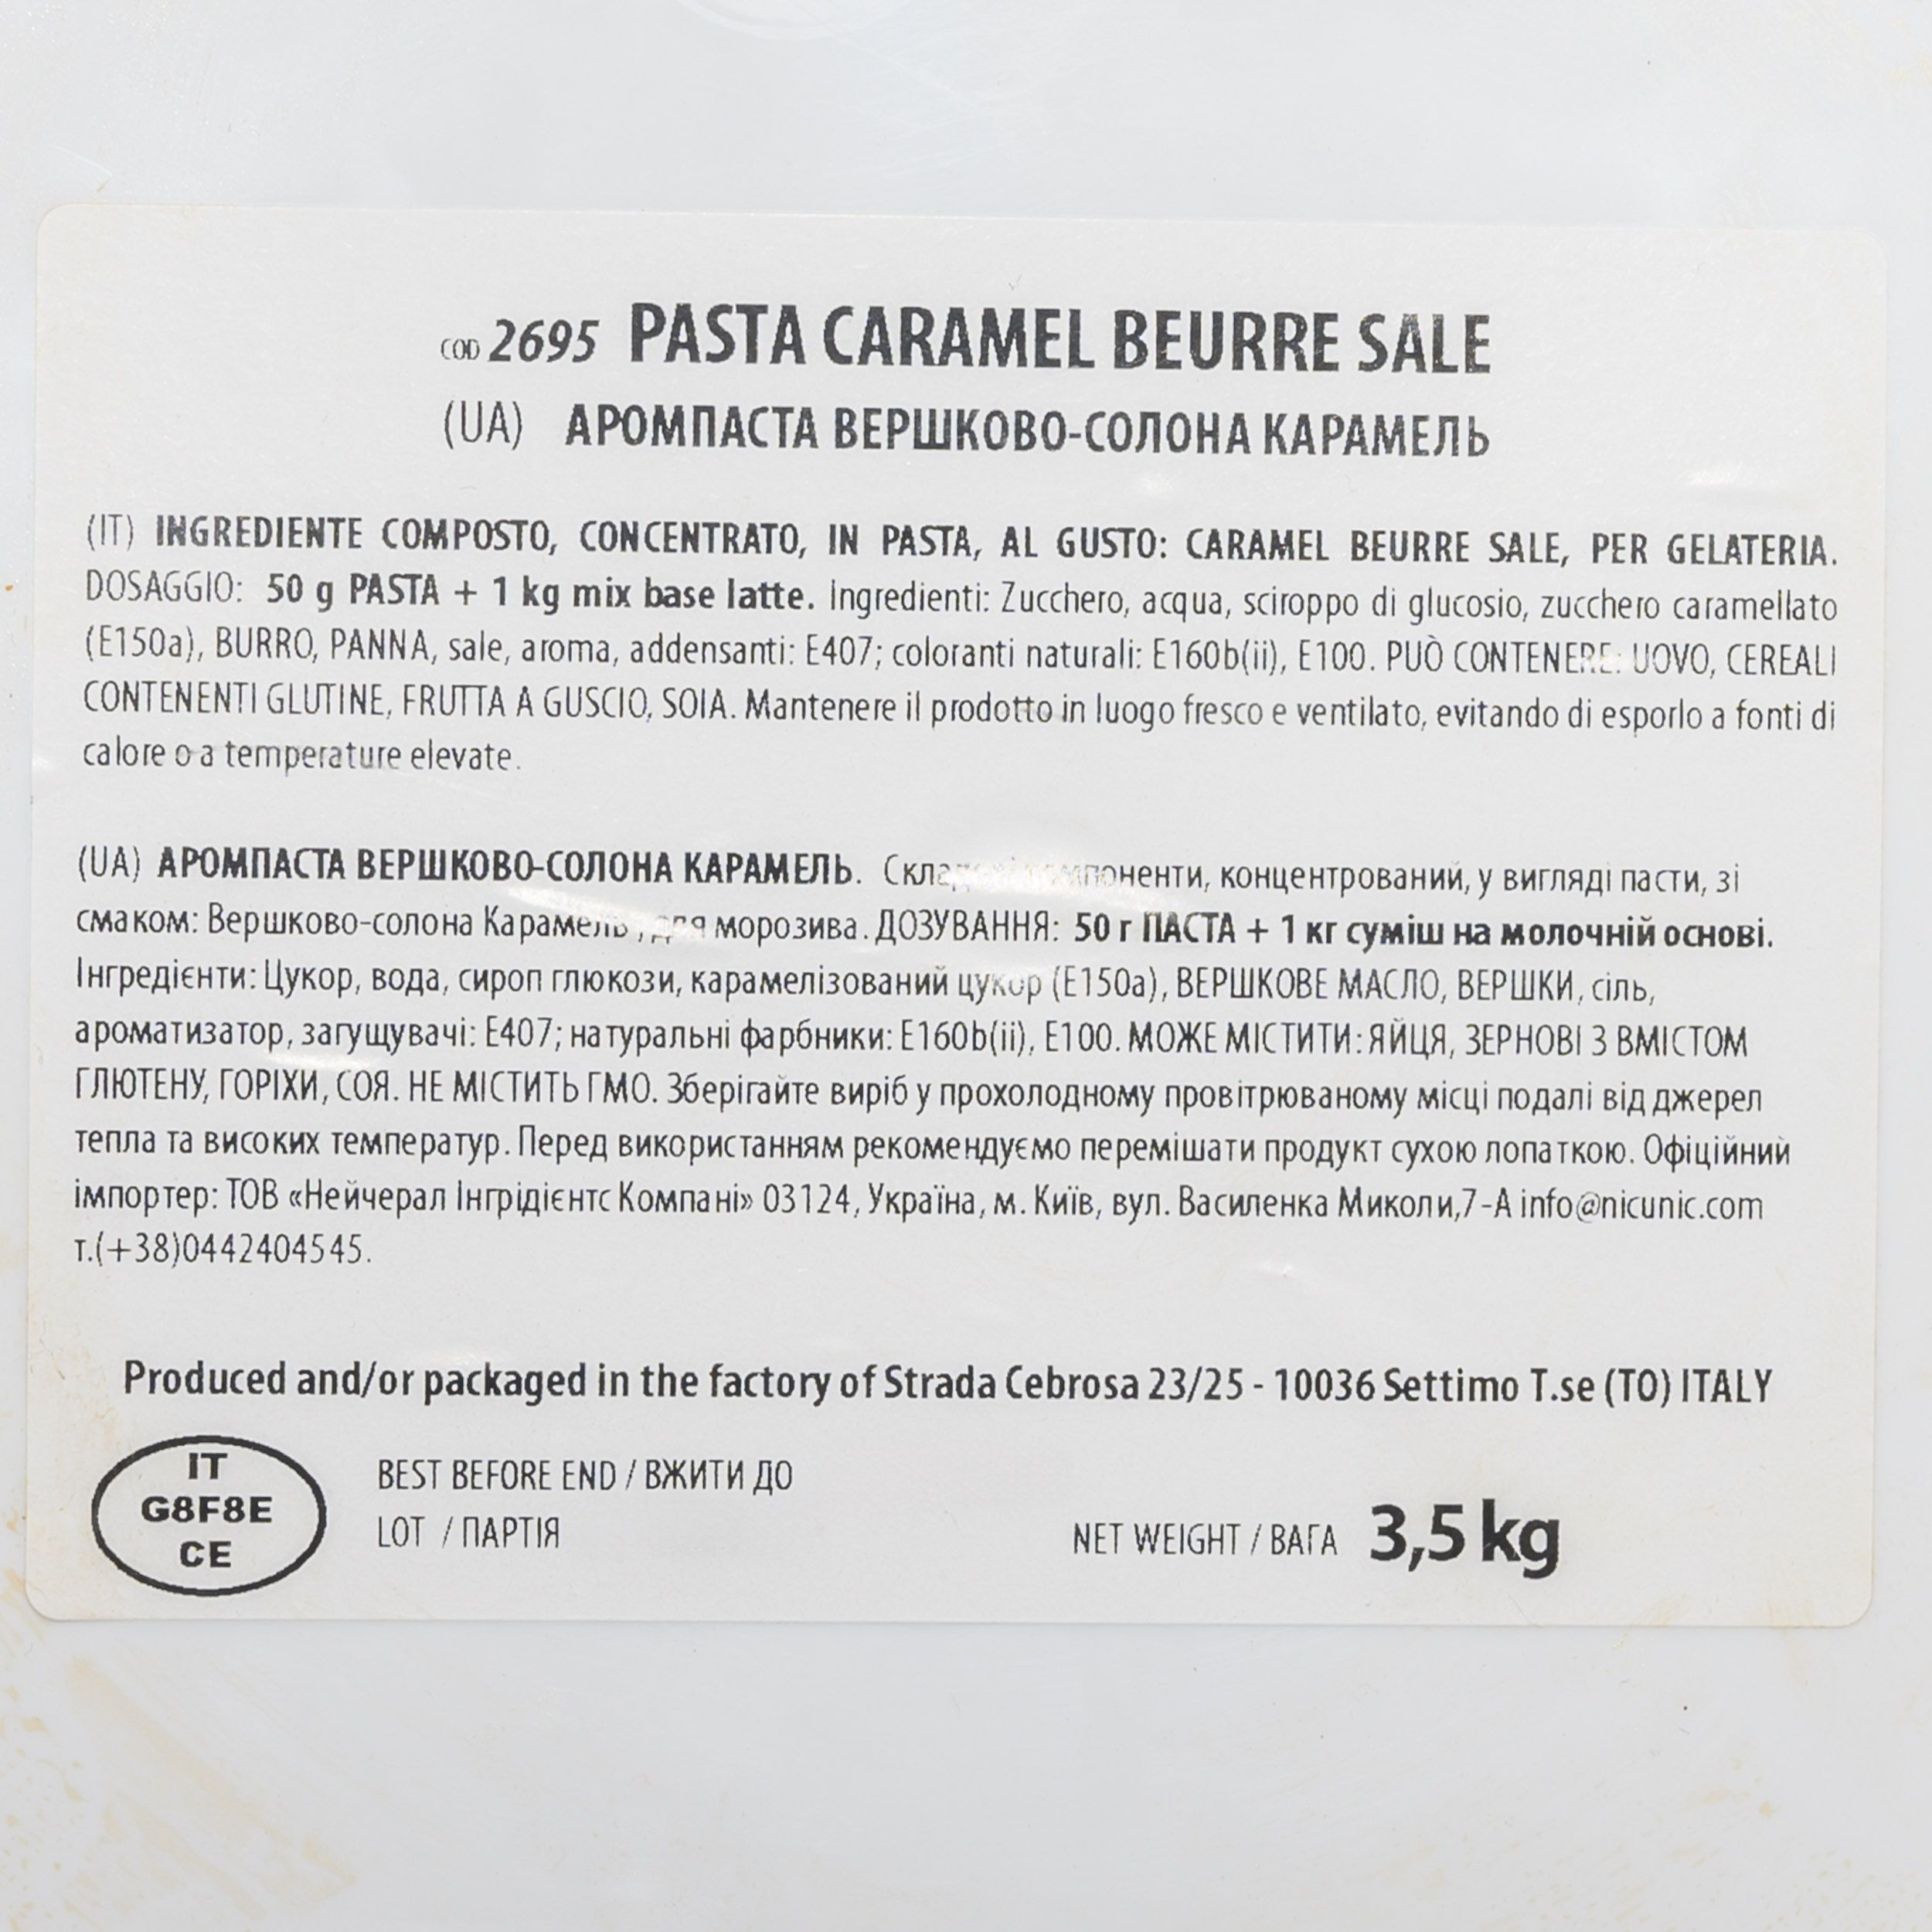 COD 2695 PASTA CARAMEL BEURRE SALE
(UA) АРОМПАСТА ВЕРШКОВО-СОЛОНА КАРАМЕЛЬ
(IT) INGREDIENTE COMPOSTO, CONCENTRATO, IN PASTA, AL GUSTO: CARAMEL BEURRE SALE, PER GELATERIA.
DOSAGGIO: 50 g PASTA + 1 kg mix base latte. Ingredienti: Zucchero, acqua, sciroppo di glucosio, zucchero caramellato
(E150a), BURRO, PANNA, sale, aroma, addensanti: E407; coloranti naturali: E160b(ii), E100. PUÒ CONTENERE: UOVO, CEREALI
CONTENENTI GLUTINE, FRUTTA A GUSCIO, SOIA. Mantenere il prodotto in luogo fresco e ventilato, evitando di esporlo a fonti di
calore o a temperature elevate.
(UA) АРОМПАСТА ВЕРШКОВО-СОЛОНА КАРАМЕЛЬ. концентрований, у вигляді пасти, зі
смаком: Вершково-солона Карамель, для морозива. ДОЗУВАННЯ: 50 г ПАСТА + 1 кг суміш на молочній основі.
Інгредієнти: Цукор, вода, сироп глюкози, карамелізований цукор (Е150а), ВЕРШКОВЕ МАСЛО, ВЕРШКИ, сіль,
ароматизатор, загущувачі: Е407; натуральні фарбники: E160b(ii), E100. МОЖЕ МІСТИТИ: ЯЙЦЯ, ЗЕРНОВІ З ВМІСТОМ
ГЛЮТЕНУ, ГОРІХИ, СОЯ. НЕ МІСТИТЬ ГМО. Зберігайте виріб у прохолодному провітрюваному місці подалі від джерел
тепла та високих температур. Перед використанням рекомендуємо перемішати продукт сухою лопаткою. Офіційний
імпортер: ТОВ «Нейчерал Інгрідієнтс Компані» 03124, Україна, м. Київ, вул. Василенка Миколи,7-А info@nicunic.com
т.(+38)0442404545.
Produced and/or packaged in the factory of Strada Cebrosa 23/25 - 10036 Settimo T.se (TO) ITALY
IT
G8F8E
CE
BEST BEFORE END / ВЖИТИ ДО
LOT / ПАРТІЯ
NET WEIGHT / ВАГА 3,5 kg